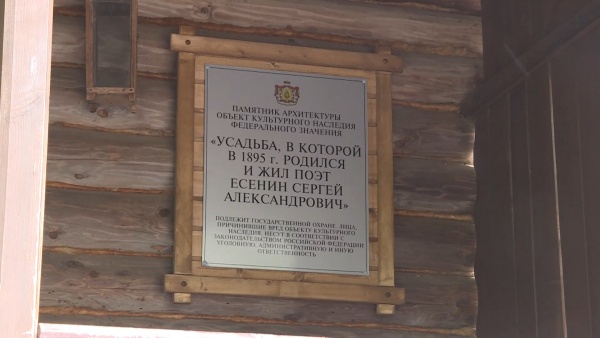 ПАМЯТНИК АРХИТЕКТУРЫ
ОБЪЕКТ КУЛЬТУРНОГО НАСЛЕДИЯ
ФЕДЕРАЛЬНОГО ЗНАЧЕНИЯ
«УСАДЬБА, В КОТОРОЙ
В 1895 г. РОДИЛСЯ
И ЖИЛ ПОЭТ
ЕСЕНИН СЕРГЕЙ
АЛЕКСАНДРОВИЧ»
ПОДЛЕЖИТ ГОСУДАРСТВЕННОЙ ОХРАНЕ. ЛИЦА,
ПРИЧИНИВШИЕ ВРЕД ОБЪЕКТУ КУЛЬТУРНОГО
НАСЛЕДИЯ, НЕСУТ В СООТВЕТСТВИИ С
ЗАКОНОДАТЕЛЬСТВОМ РОССИЙСКОЙ ФЕДЕРАЦИИ
УГОЛОВНУЮ, АДМИНИСТРАТИВНУЮ И ИНУЮ
ОТВЕТСТВЕННОСТЬ